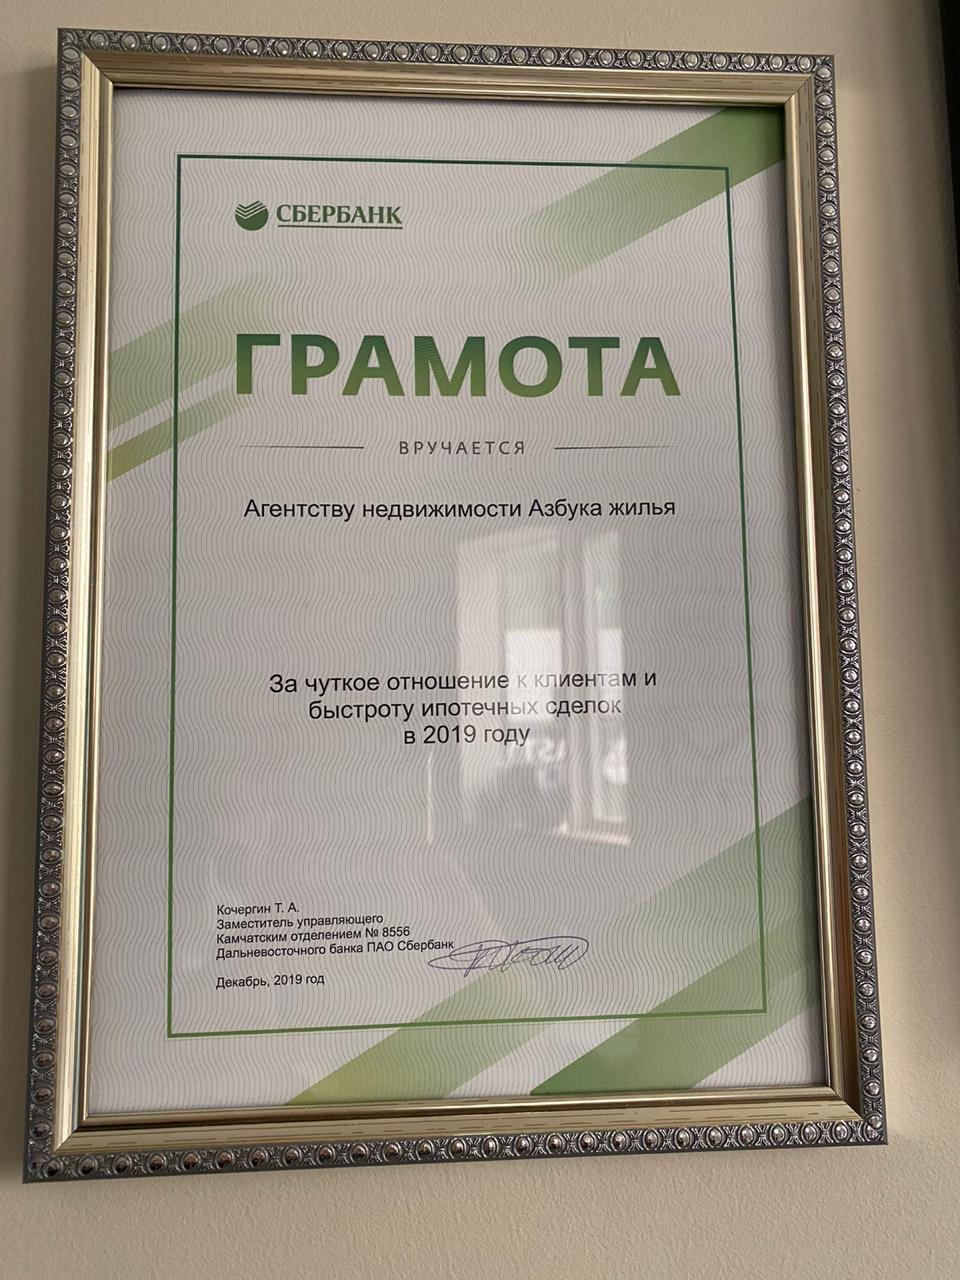 СБЕРБАНК
ГРАМОТА
ВРУЧАЕТСЯ
Агентству недвижимости Азбука жилья
За чуткое отношение к клиентам и
быстроту ипотечных сделок
в 2019 году
Кочергин Т. А.
Заместитель управляющего
Камчатским отделением № 8556
Дальневосточного банка ПАО Сбербанк
Декабрь, 2019 год